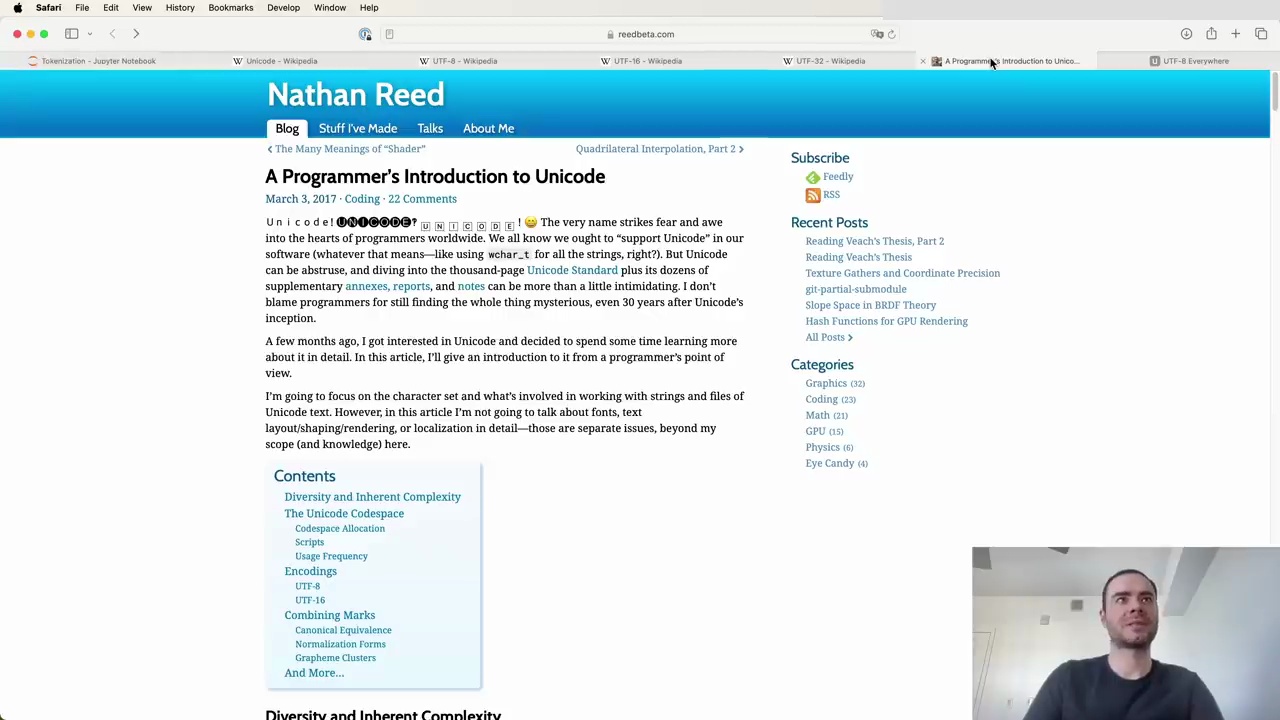 Safari File Edit View History Bookmarks Develop Window Help
reedbeta.com
Tokenization - Jupyter Notebook
Unicode - Wikipedia
UTF-8 - Wikipedia
UTF-16 - Wikipedia
UTF-32 - Wikipedia
A Programmer's Introduction to Unico...
UTF-8 Everywhere
Nathan Reed
Blog Stuff I've Made Talks About Me
The Many Meanings of “Shader”
Quadrilateral Interpolation, Part 2
A Programmer's Introduction to Unicode
March 3, 2017 · Coding · 22 Comments
Ｕｎｉｃｏｄｅ! 🅤🅝🅘🅒🅞🅓🅔‽ 🇺‌🇳‌🇮‌🇨‌🇴‌🇩‌🇪! 😄 The very name strikes fear and awe
into the hearts of programmers worldwide. We all know we ought to “support Unicode” in our
software (whatever that means—like using wchar_t for all the strings, right?). But Unicode
can be abstruse, and diving into the thousand-page Unicode Standard plus its dozens of
supplementary annexes, reports, and notes can be more than a little intimidating. I don’t
blame programmers for still finding the whole thing mysterious, even 30 years after Unicode’s
inception.
A few months ago, I got interested in Unicode and decided to spend some time learning more
about it in detail. In this article, I’ll give an introduction to it from a programmer’s point of
view.
I’m going to focus on the character set and what’s involved in working with strings and files of
Unicode text. However, in this article I’m not going to talk about fonts, text
layout/shaping/rendering, or localization in detail—those are separate issues, beyond my
scope (and knowledge) here.
Contents
Diversity and Inherent Complexity
The Unicode Codespace
Codespace Allocation
Scripts
Usage Frequency
Encodings
UTF-8
UTF-16
Combining Marks
Canonical Equivalence
Normalization Forms
Grapheme Clusters
And More…
Diversity and Inherent Complexity
Subscribe
Feedly
RSS
Recent Posts
Reading Veach’s Thesis, Part 2
Reading Veach’s Thesis
Texture Gathers and Coordinate Precision
git-partial-submodule
Slope Space in BRDF Theory
Hash Functions for GPU Rendering
All Posts
Categories
Graphics (32)
Coding (23)
Math (21)
GPU (15)
Physics (6)
Eye Candy (4)